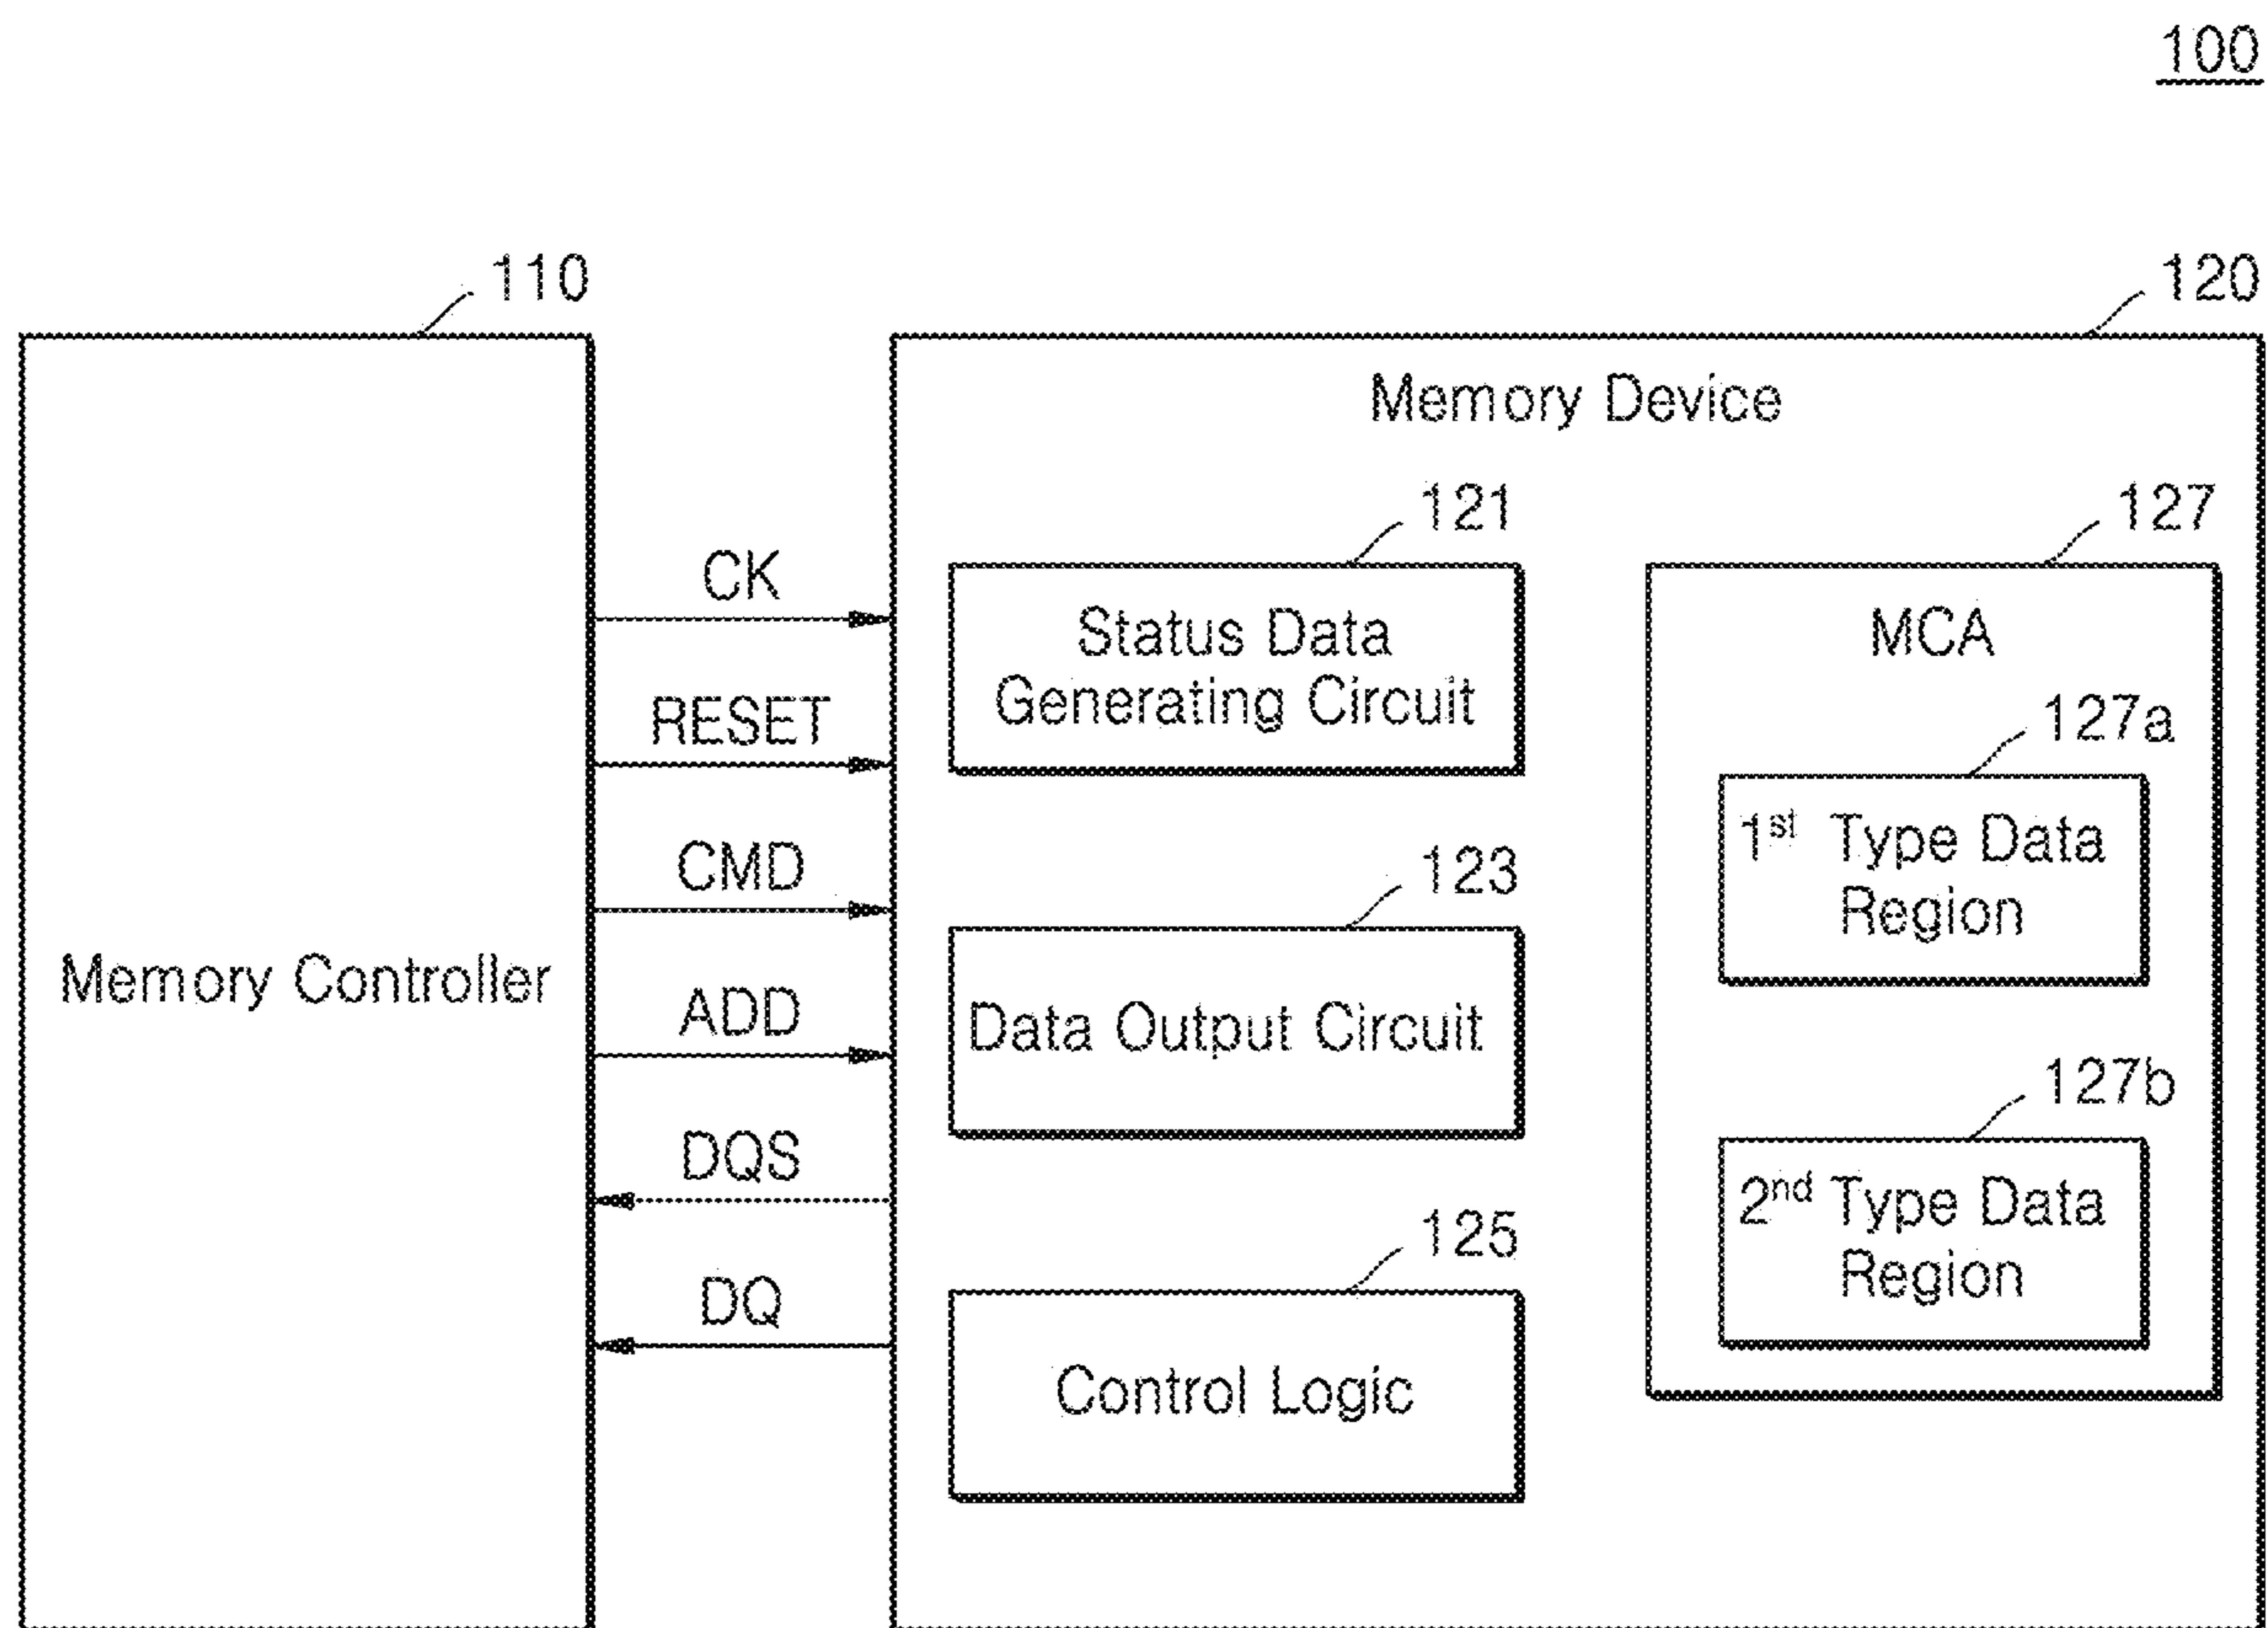 100
110
120
Memory Device
121
127
CK
Status Data
Generating Circuit
MCA
RESET
127a
1st Type Data
Region
CMD
123
Memory Controller
ADD
Data Output Circuit
127b
DQS
2nd Type Data
Region
125
DQ
Control Logic